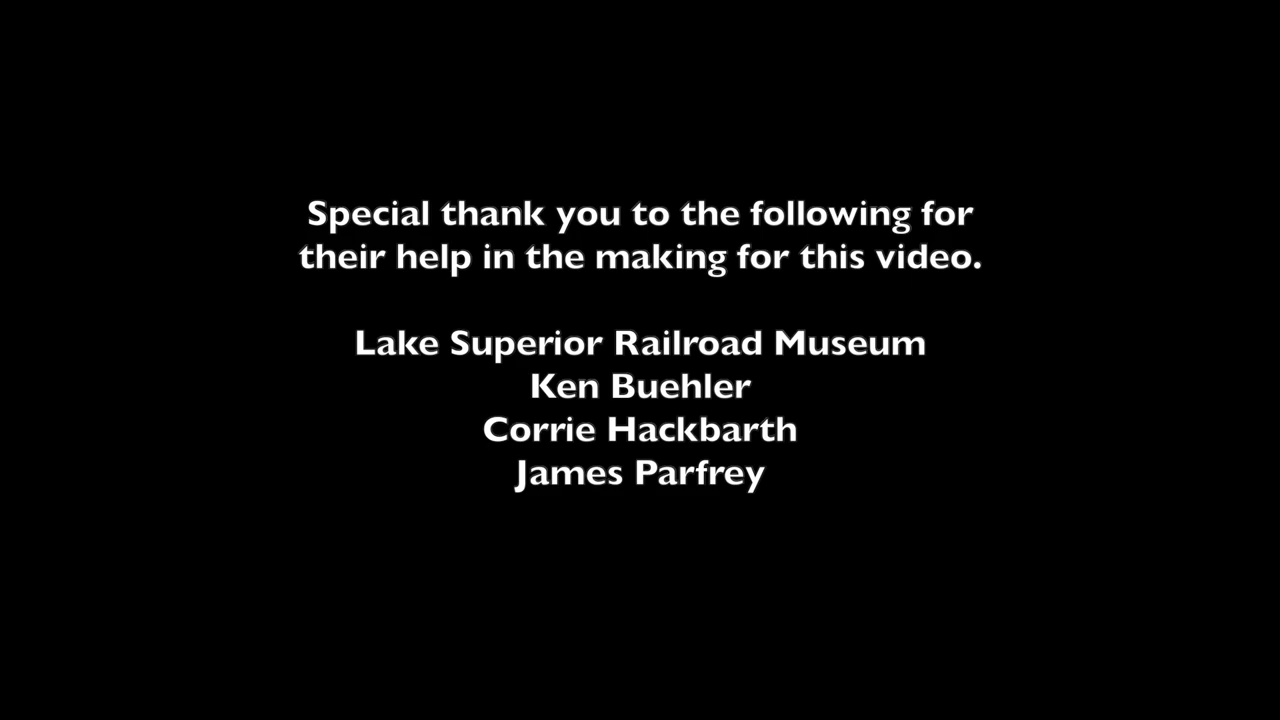 Special thank you to the following for
their help in the making for this video.
Lake Superior Railroad Museum
Ken Buehler
Corrie Hackbarth
James Parfrey